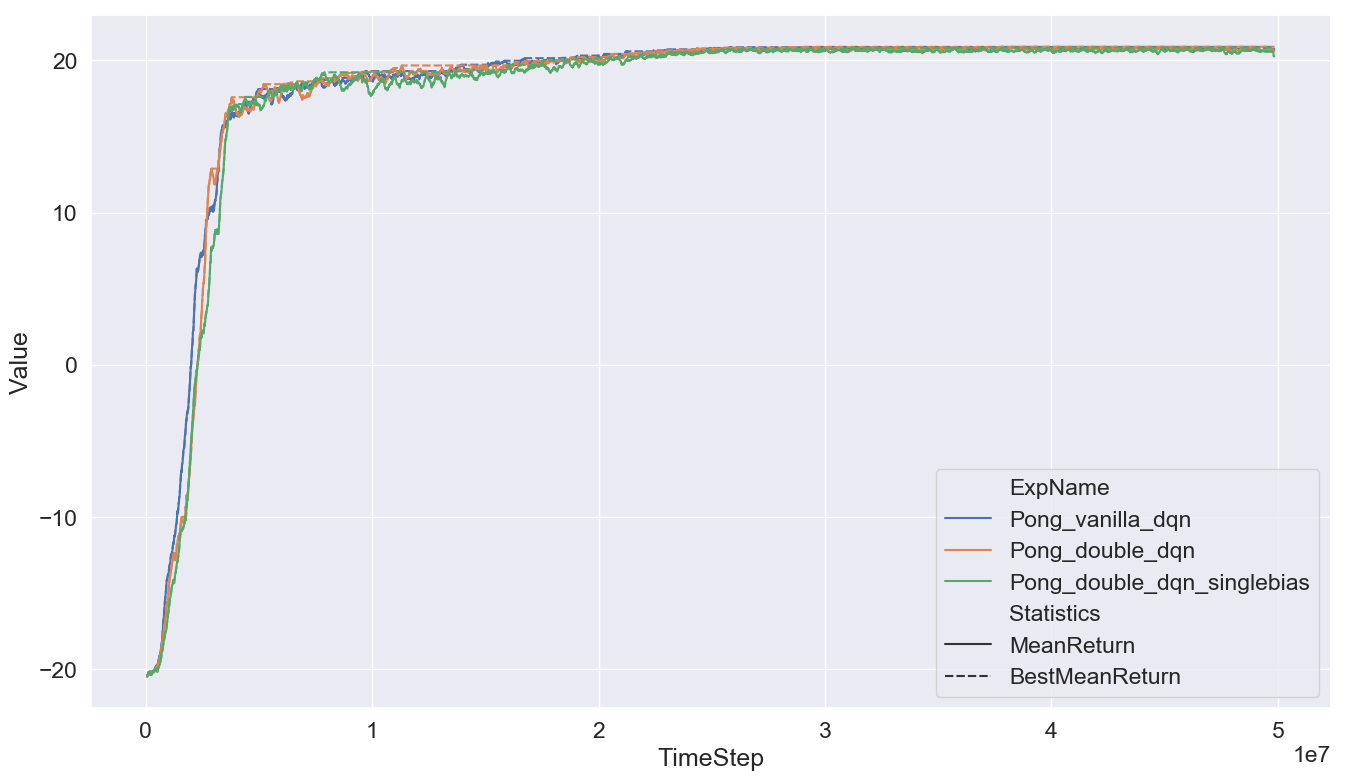 20
10
0
−10
−20
Value
0
1
2
3
4
5
1e7
TimeStep
ExpName
Pong_vanilla_dqn
Pong_double_dqn
Pong_double_dqn_singlebias
Statistics
MeanReturn
BestMeanReturn